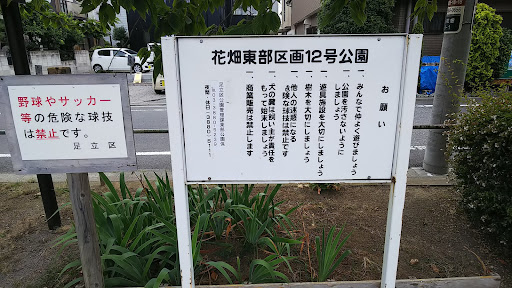 野球やサッカー
等の危険な球技
は禁止です。
足立区
花畑東部区画12号公園
お願い
一、みんなで仲よく遊びましょう
一、公園を汚さないように
しましょう
一、遊具施設を大切にしましょう
一、樹木を大切にしましょう
一、他人の迷惑になる
危険な球技は禁止です
一、犬の糞は飼い主が責任を
もって始末しましょう
一、商業販売は禁止します